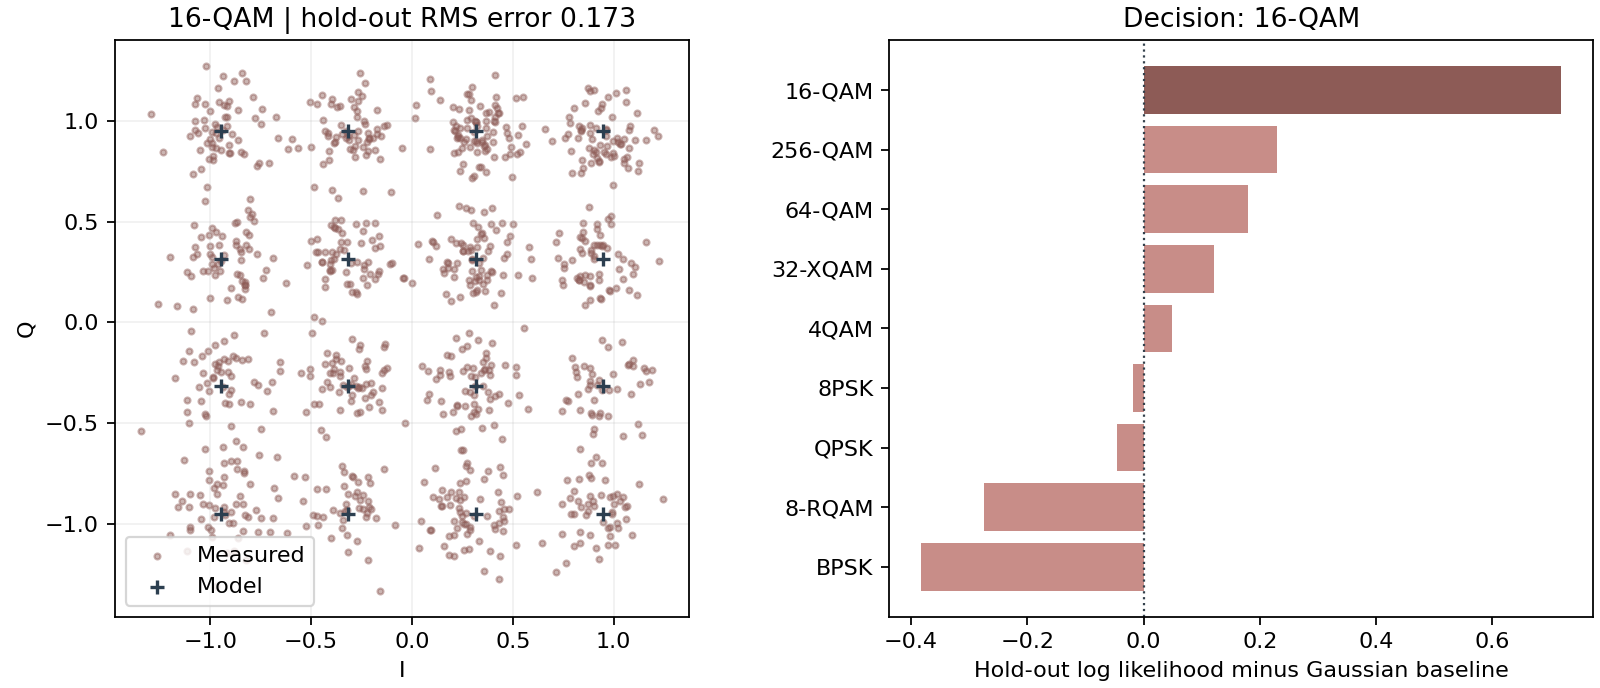 16-QAM | hold-out RMS error 0.173
Q
1.0
0.5
0.0
−0.5
−1.0
Measured
Model
−1.0
−0.5
0.0
0.5
1.0
I
Decision: 16-QAM
16-QAM
256-QAM
64-QAM
32-XQAM
4QAM
8PSK
QPSK
8-RQAM
BPSK
−0.4
−0.2
0.0
0.2
0.4
0.6
Hold-out log likelihood minus Gaussian baseline